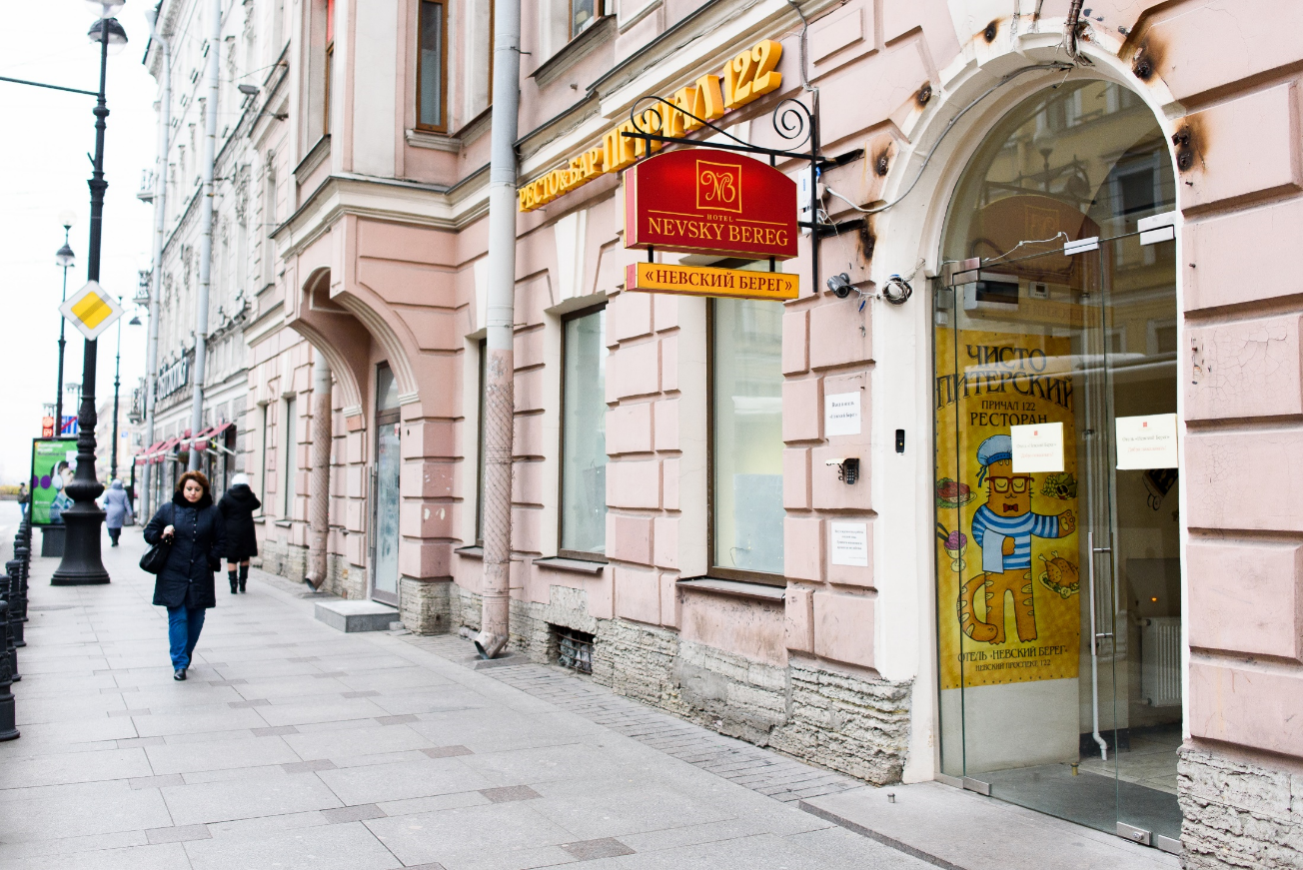 РЕСТО&БАР ПРИЧАЛ 122
NB
HOTEL
NEVSKY BEREG
«НЕВСКИЙ БЕРЕГ»
ЧИСТО
ПИТЕРСКИЙ
ПРИЧАЛ 122
РЕСТОРАН
ОТЕЛЬ «НЕВСКИЙ БЕРЕГ»
НЕВСКИЙ ПРОСПЕКТ 122